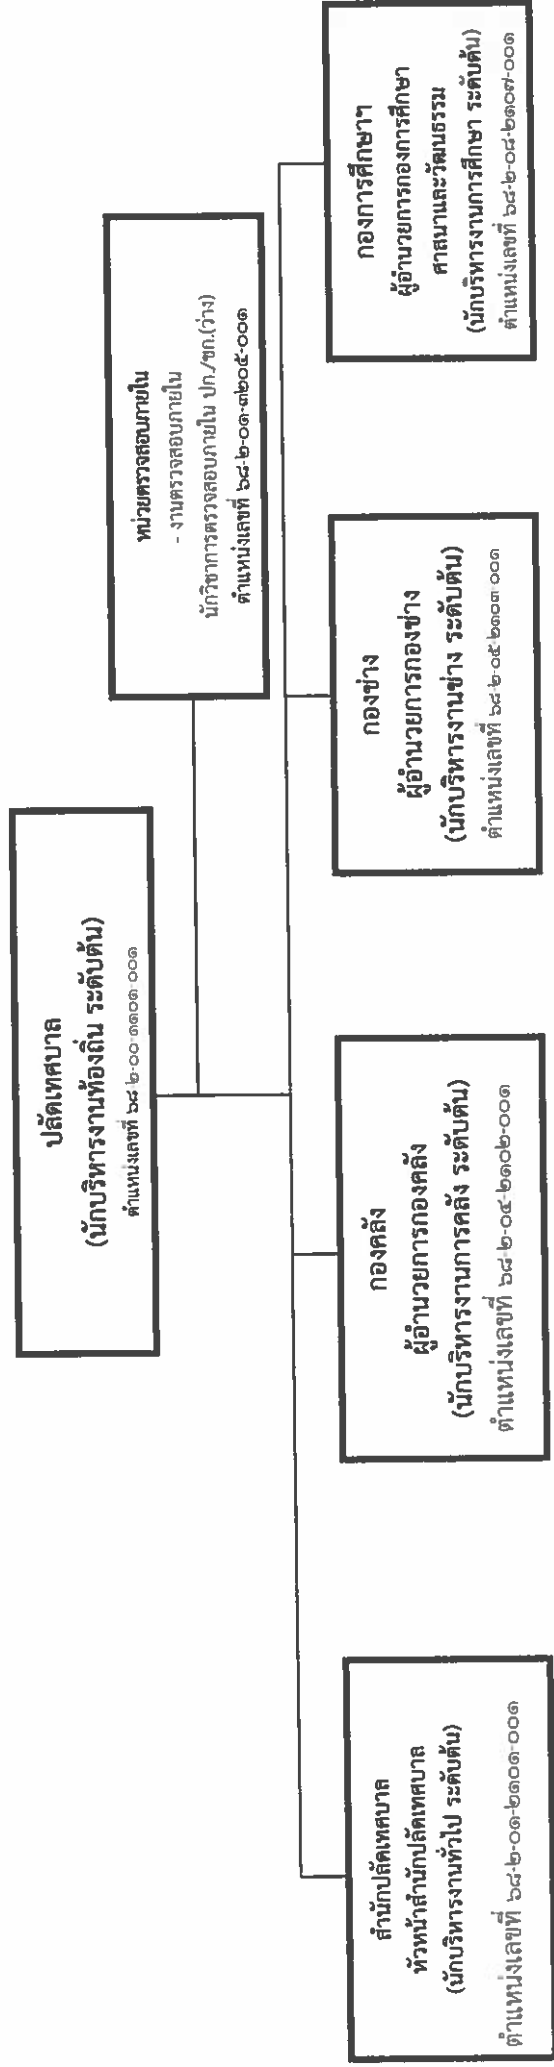 ปลัดเทศบาล
(นักบริหารงานท้องถิ่น ระดับต้น)
ตำแหน่งเลขที่ ๖๘-๒-๐๐-๑๑๐๑-๐๐๑
หน่วยตรวจสอบภายใน
- งานตรวจสอบภายใน
นักวิชาการตรวจสอบภายใน ปก./ชก.(ว่าง)
ตำแหน่งเลขที่ ๖๘-๒-๐๑-๓๒๐๕-๐๐๑
สำนักปลัดเทศบาล
หัวหน้าสำนักปลัดเทศบาล
(นักบริหารงานทั่วไป ระดับต้น)
ตำแหน่งเลขที่ ๖๘-๒-๐๑-๒๑๐๑-๐๐๑
กองคลัง
ผู้อำนวยการกองคลัง
(นักบริหารงานการคลัง ระดับต้น)
ตำแหน่งเลขที่ ๖๘-๒-๐๔-๒๑๐๒-๐๐๑
กองช่าง
ผู้อำนวยการกองช่าง
(นักบริหารงานช่าง ระดับต้น)
ตำแหน่งเลขที่ ๖๘-๒-๐๕-๒๑๐๓-๐๐๑
กองการศึกษาฯ
ผู้อำนวยการกองการศึกษา
ศาสนาและวัฒนธรรม
(นักบริหารงานการศึกษา ระดับต้น)
ตำแหน่งเลขที่ ๖๘-๒-๐๘-๒๑๐๗-๐๐๑